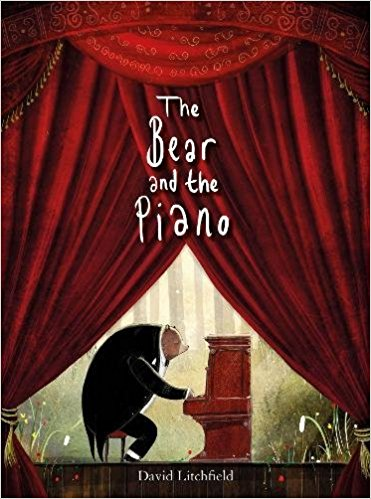 The
Bear
and the
Piano
David Litchfield